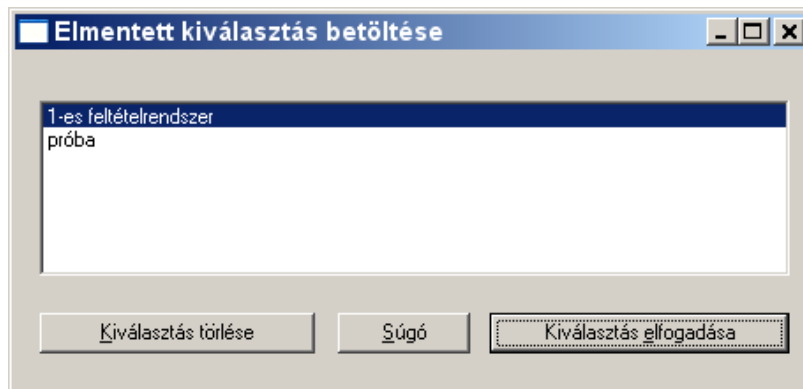 Elmentett kiválasztás betöltése
1-es feltételrendszer
próba
Kiválasztás törlése Súgó Kiválasztás elfogadása